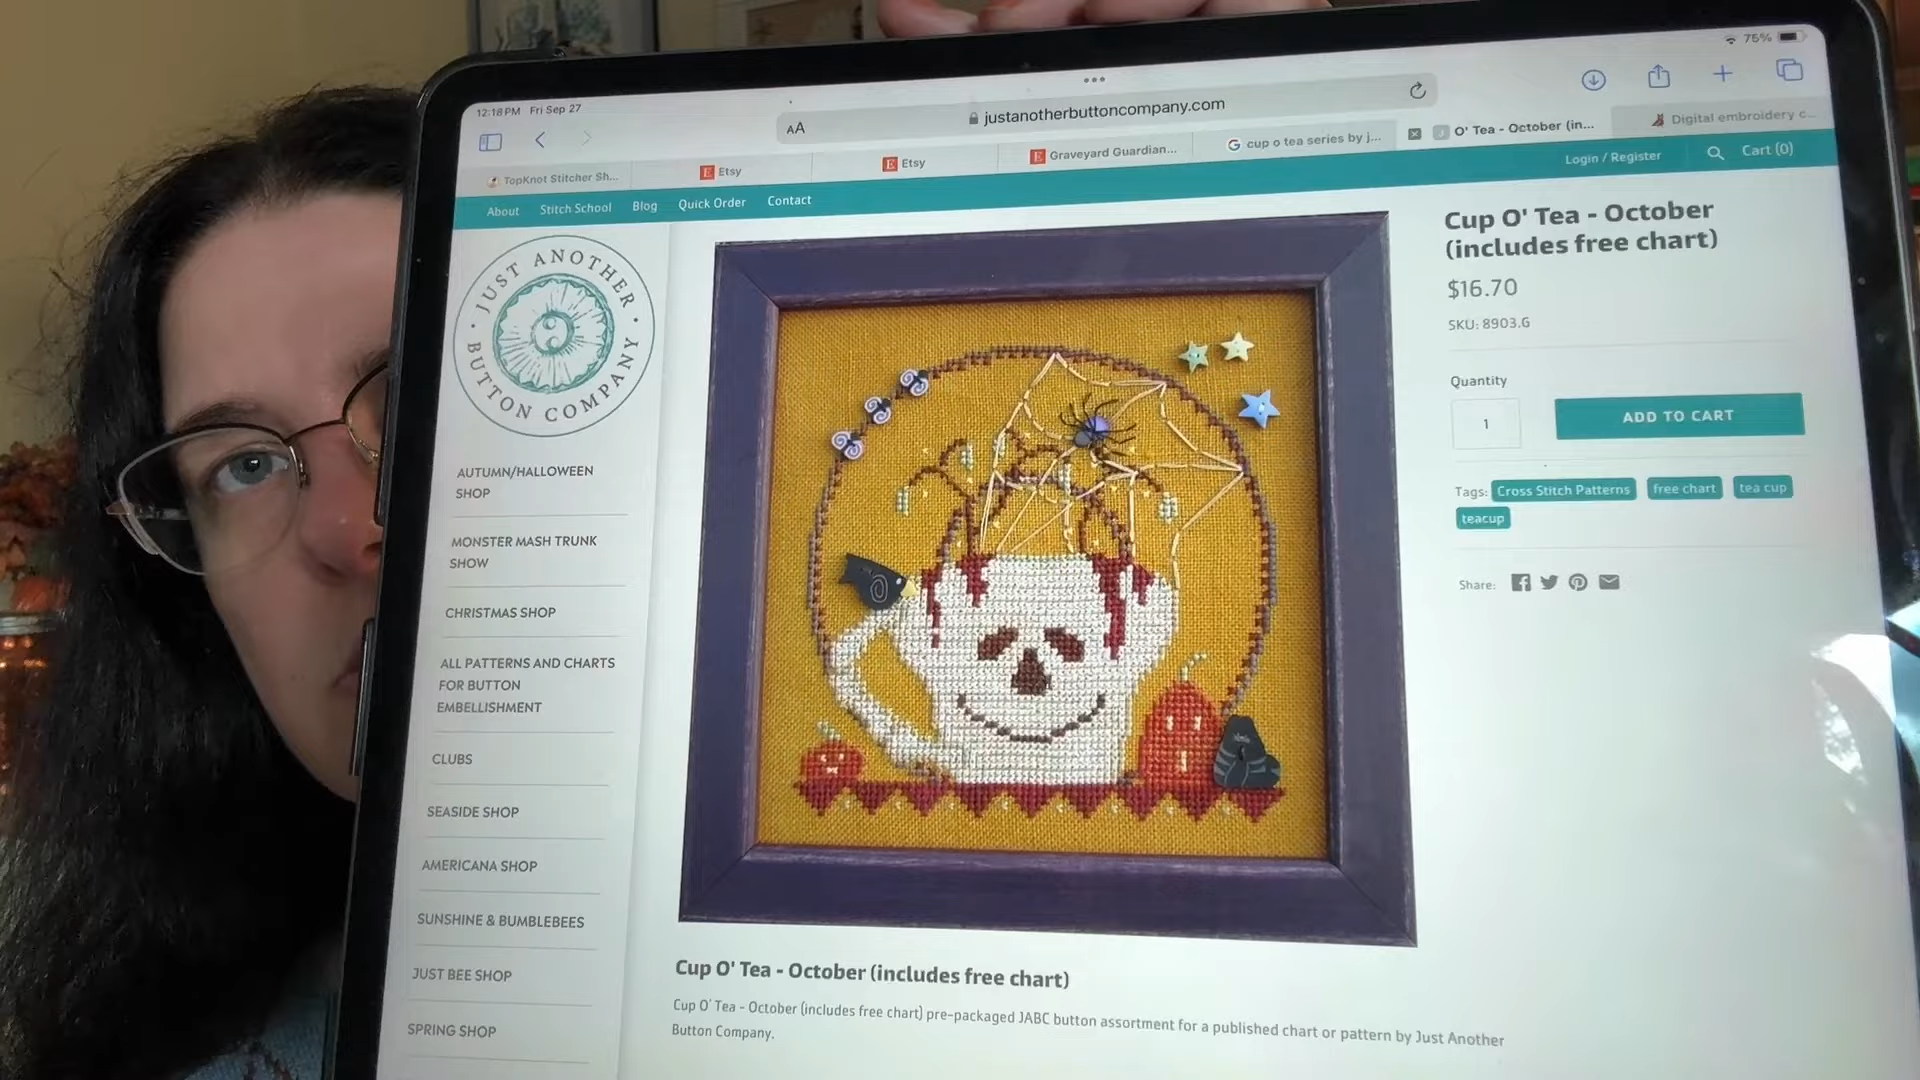 12:18 PM Fri Sep 27
75%
AA
justanotherbuttoncompany.com
TopKnot Stitcher Sh...
Etsy
Etsy
Graveyard Guardian...
cup o tea series by j...
O' Tea - October (in...
Digital embroidery c...
About
Stitch School
Blog
Quick Order
Contact
Login / Register
Cart (0)
JUST ANOTHER
BUTTON COMPANY
AUTUMN/HALLOWEEN
SHOP
MONSTER MASH TRUNK
SHOW
CHRISTMAS SHOP
ALL PATTERNS AND CHARTS
FOR BUTTON
EMBELLISHMENT
CLUBS
SEASIDE SHOP
AMERICANA SHOP
SUNSHINE & BUMBLEBEES
JUST BEE SHOP
SPRING SHOP
Cup O' Tea - October
(includes free chart)
$16.70
SKU: 8903.G
Quantity
1
ADD TO CART
Tags: Cross Stitch Patterns free chart tea cup
teacup
Share:
Cup O' Tea - October (includes free chart)
Cup O' Tea - October (includes free chart) pre-packaged JABC button assortment for a published chart or pattern by Just Another
Button Company.